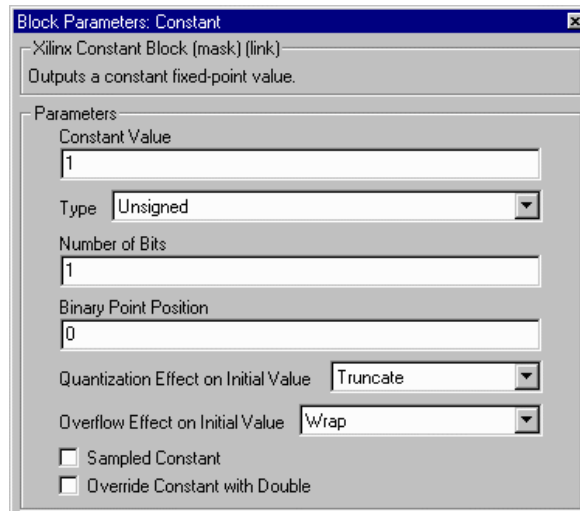 Block Parameters: Constant
Xilinx Constant Block (mask) (link)
Outputs a constant fixed-point value.
Parameters
Constant Value
1
Type Unsigned
Number of Bits
1
Binary Point Position
0
Quantization Effect on Initial Value Truncate
Overflow Effect on Initial Value Wrap
Sampled Constant
Override Constant with Double